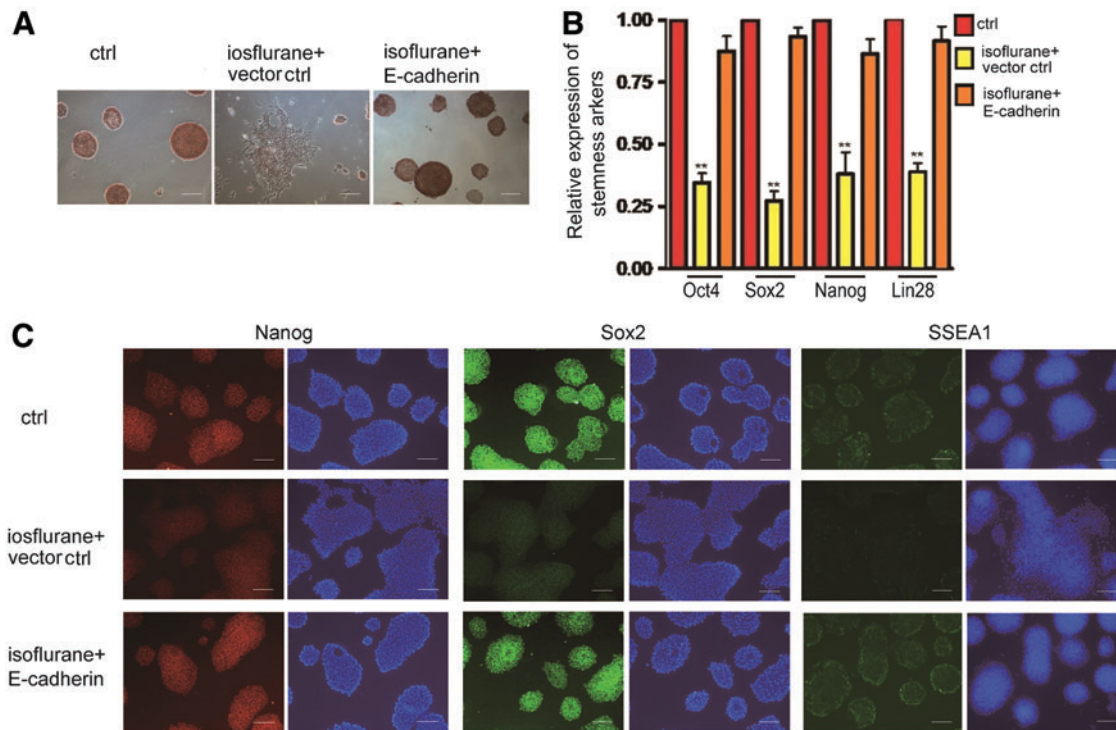 A
ctrl
iosflurane+
vector ctrl
isoflurane+
E-cadherin
B
Relative expression of
stemness arkers
1.00
0.75
0.50
0.25
0.00
**
**
**
**
Oct4
Sox2
Nanog
Lin28
ctrl
isoflurane+
vector ctrl
isoflurane+
E-cadherin
C
Nanog
Sox2
SSEA1
ctrl
iosflurane+
vector ctrl
isoflurane+
E-cadherin